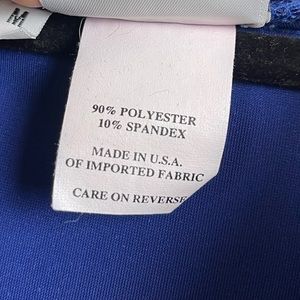 90% POLYESTER
10% SPANDEX
MADE IN U.S.A.
OF IMPORTED FABRIC
CARE ON REVERSE